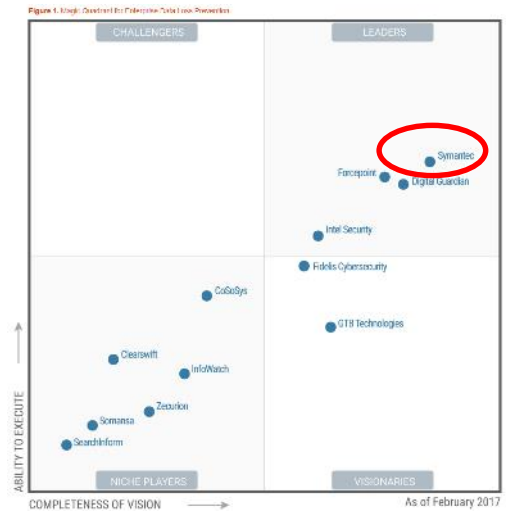 Figure 1. Magic Quadrant for Enterprise Data Loss Prevention
CHALLENGERS
LEADERS
Symantec
Forcepoint
Digital Guardian
Intel Security
Fidelis Cybersecurity
CoSoSys
GTB Technologies
Clearswift
InfoWatch
Zecurion
Somansa
SearchInform
ABILITY TO EXECUTE
NICHE PLAYERS
VISIONARIES
COMPLETENESS OF VISION
As of February 2017